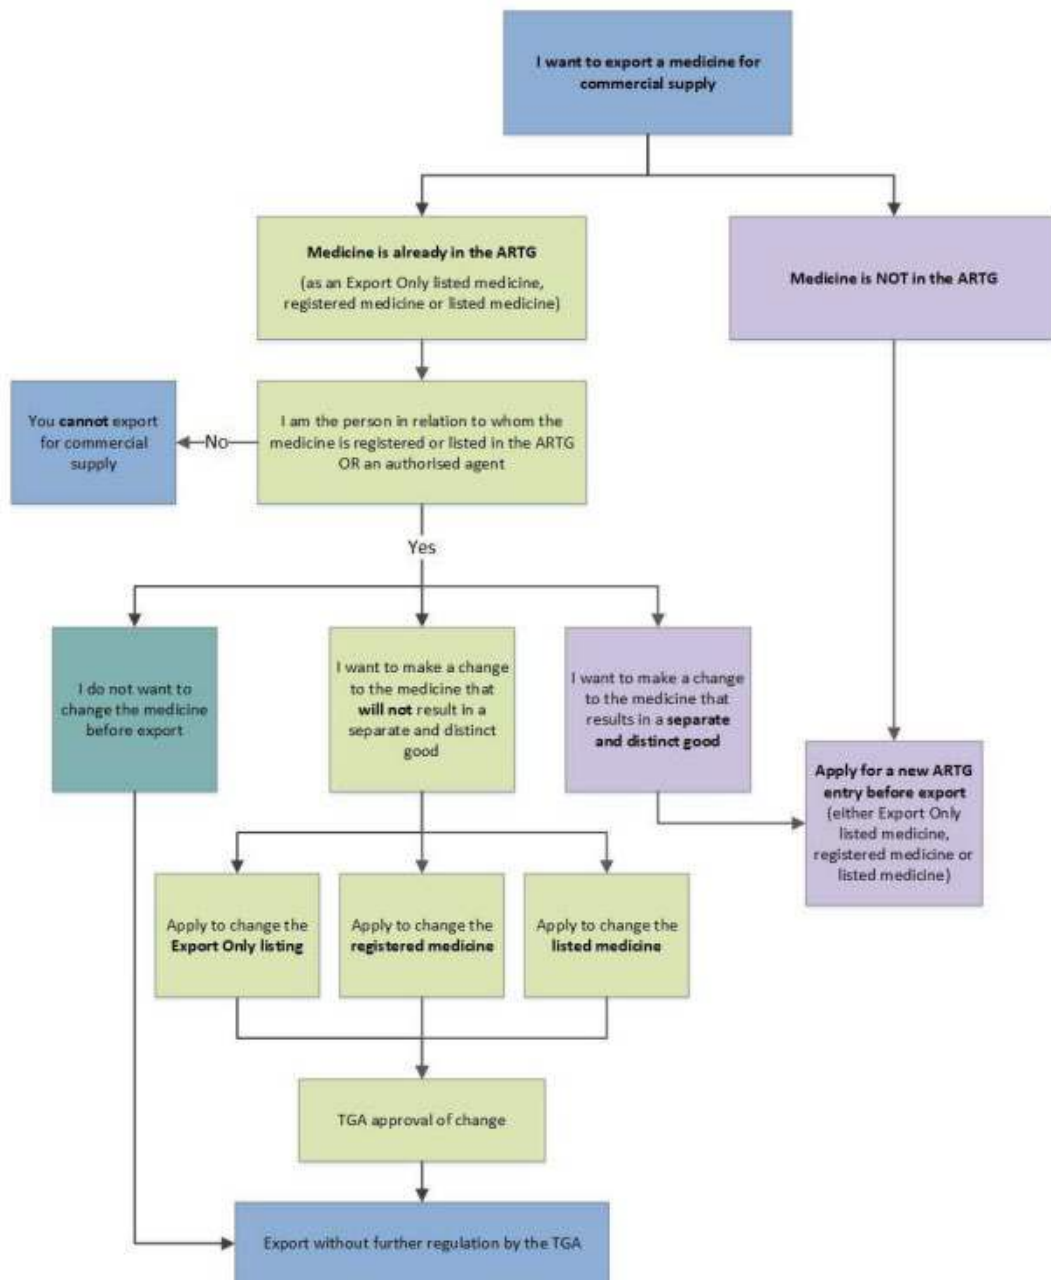 I want to export a medicine for
commercial supply
Medicine is already in the ARTG
(as an Export Only listed medicine,
registered medicine or listed medicine)
Medicine is NOT in the ARTG
You cannot export
for commercial
supply
No
I am the person in relation to whom the
medicine is registered or listed in the ARTG
OR an authorised agent
Yes
I do not want to
change the medicine
before export
I want to make a change
to the medicine that
will not result in a
separate and distinct
good
I want to make a change
to the medicine that
results in a separate
and distinct good
Apply for a new ARTG
entry before export
(either Export Only
listed medicine,
registered medicine or
listed medicine)
Apply to change the
Export Only listing
Apply to change the
registered medicine
Apply to change the
listed medicine
TGA approval of change
Export without further regulation by the TGA